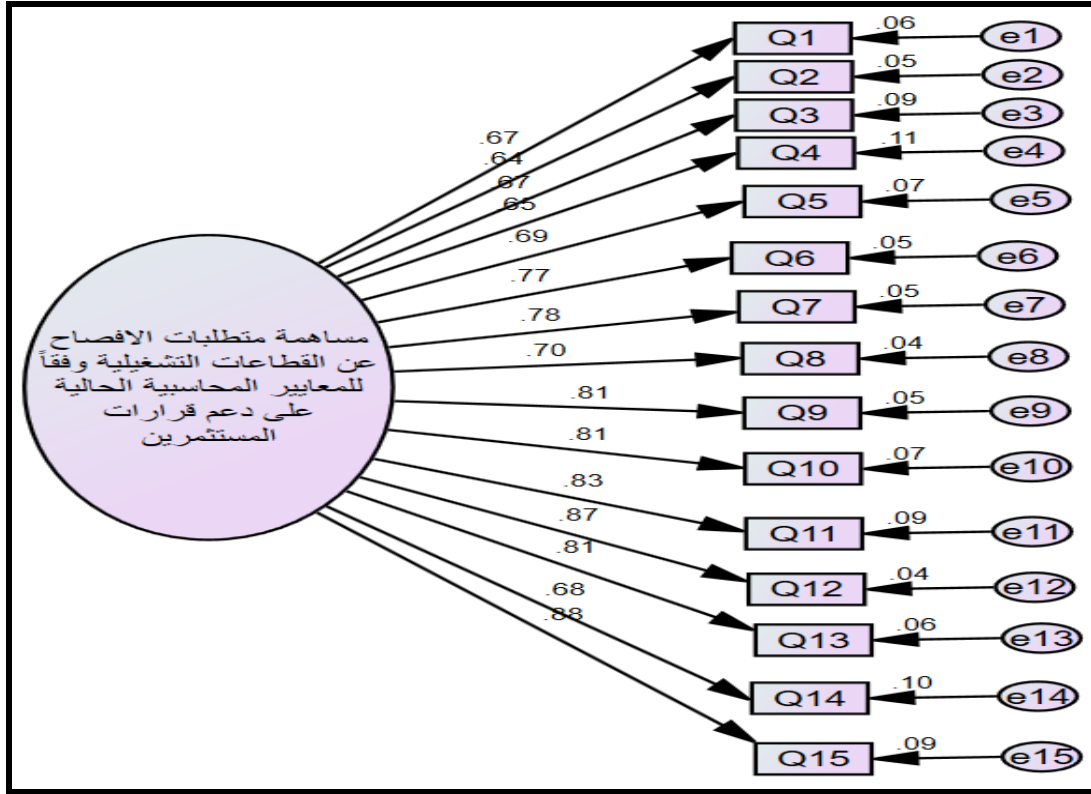 مساهمة متطلبات الافصاح
عن القطاعات التشغيلية وفقاً
للمعايير المحاسبية الحالية
على دعم قرارات
المستثمرين
.67
.64
.67
.65
.69
.77
.78
.70
.81
.81
.83
.87
.81
.68
.88
Q1 .06 e1
Q2 .05 e2
Q3 .09 e3
Q4 .11 e4
Q5 .07 e5
Q6 .05 e6
Q7 .05 e7
Q8 .04 e8
Q9 .05 e9
Q10 .07 e10
Q11 .09 e11
Q12 .04 e12
Q13 .06 e13
Q14 .10 e14
Q15 .09 e15